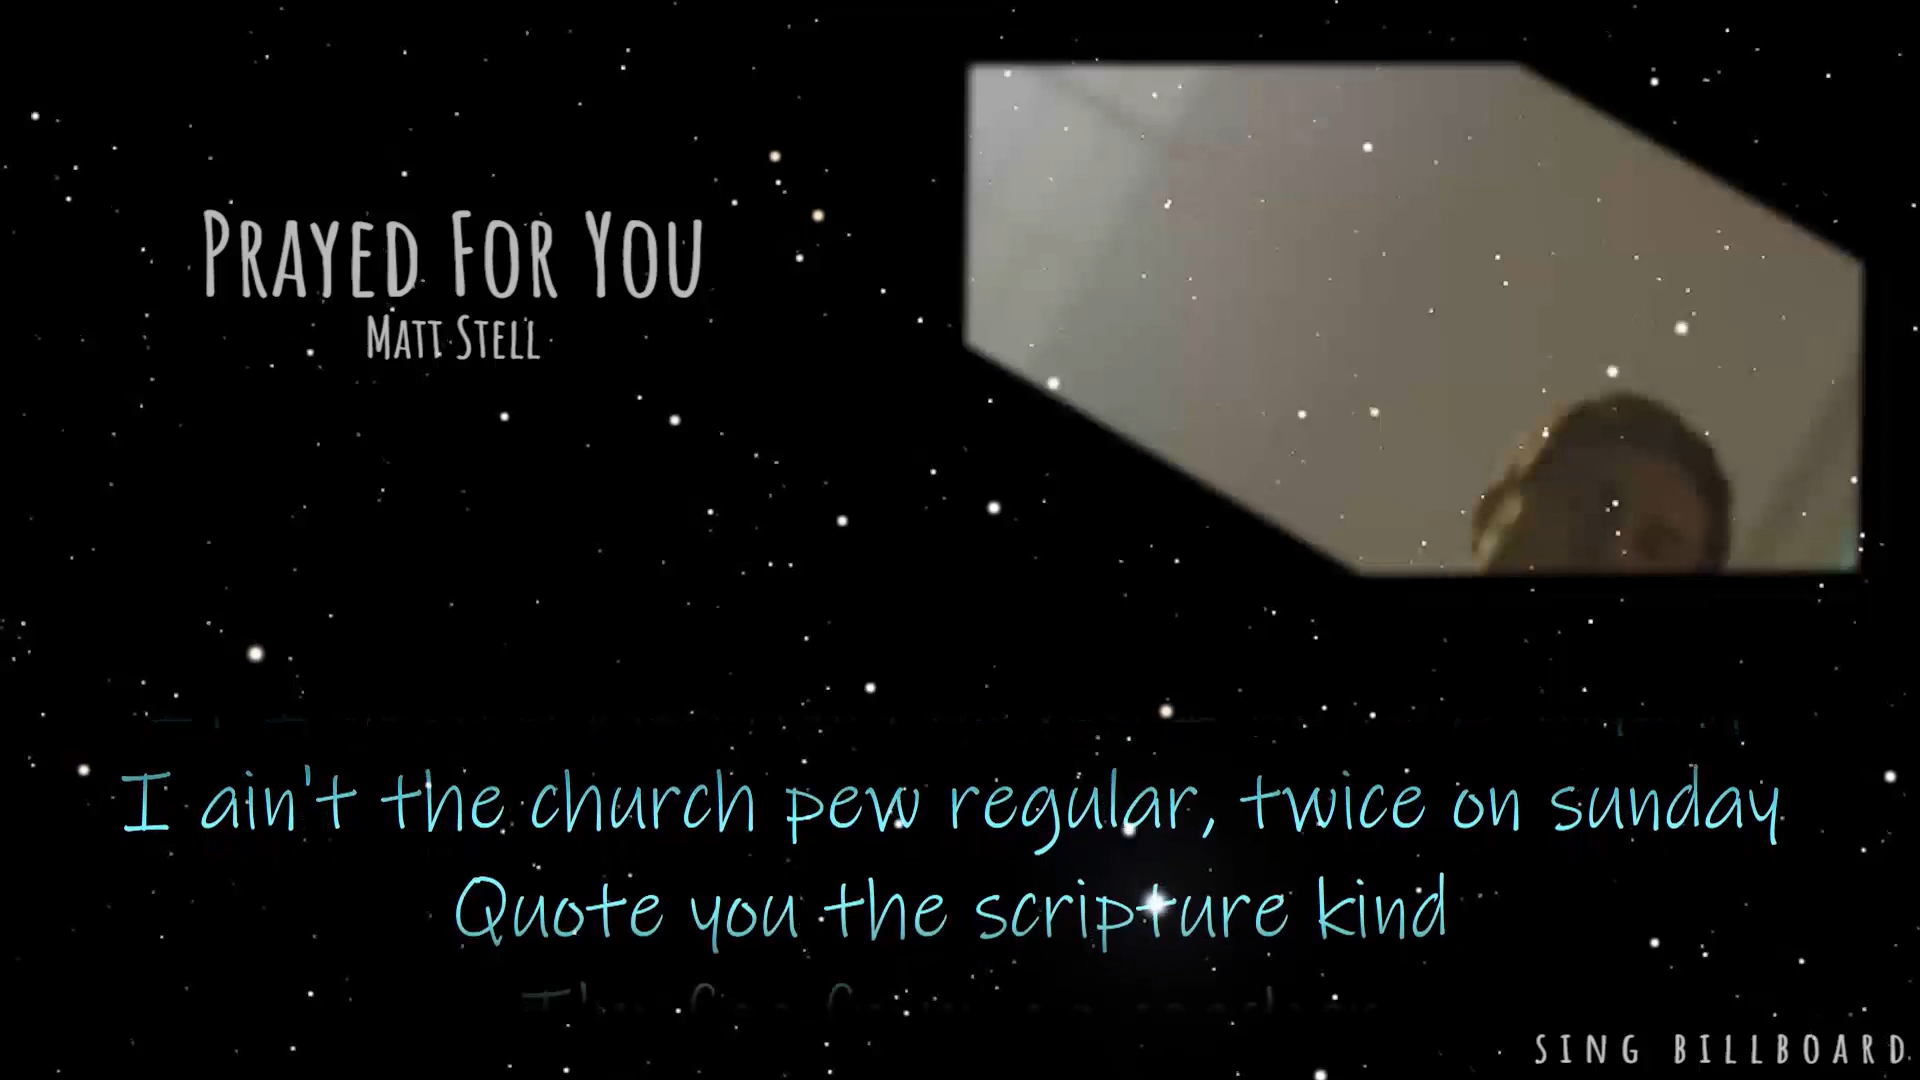 Prayed For You
Matt Stell
I ain't the church pew regular, twice on sunday
Quote you the scripture kind
SING BILLBOARD